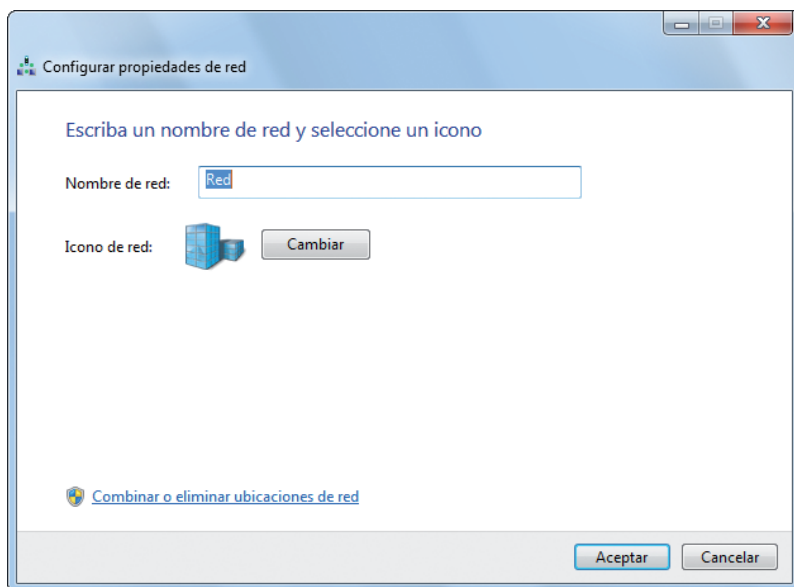 Configurar propiedades de red
Escriba un nombre de red y seleccione un icono
Nombre de red: Red
Icono de red: Cambiar
Combinar o eliminar ubicaciones de red
Aceptar Cancelar